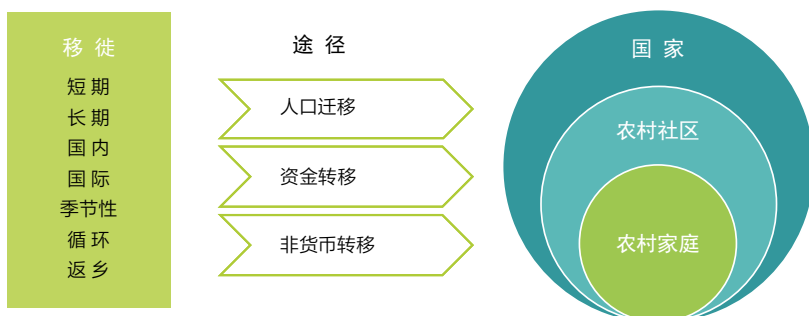 移 徙
短 期
长 期
国 内
国 际
季节性
循 环
返 乡
途 径
人口迁移
资金转移
非货币转移
国 家
农村社区
农村家庭